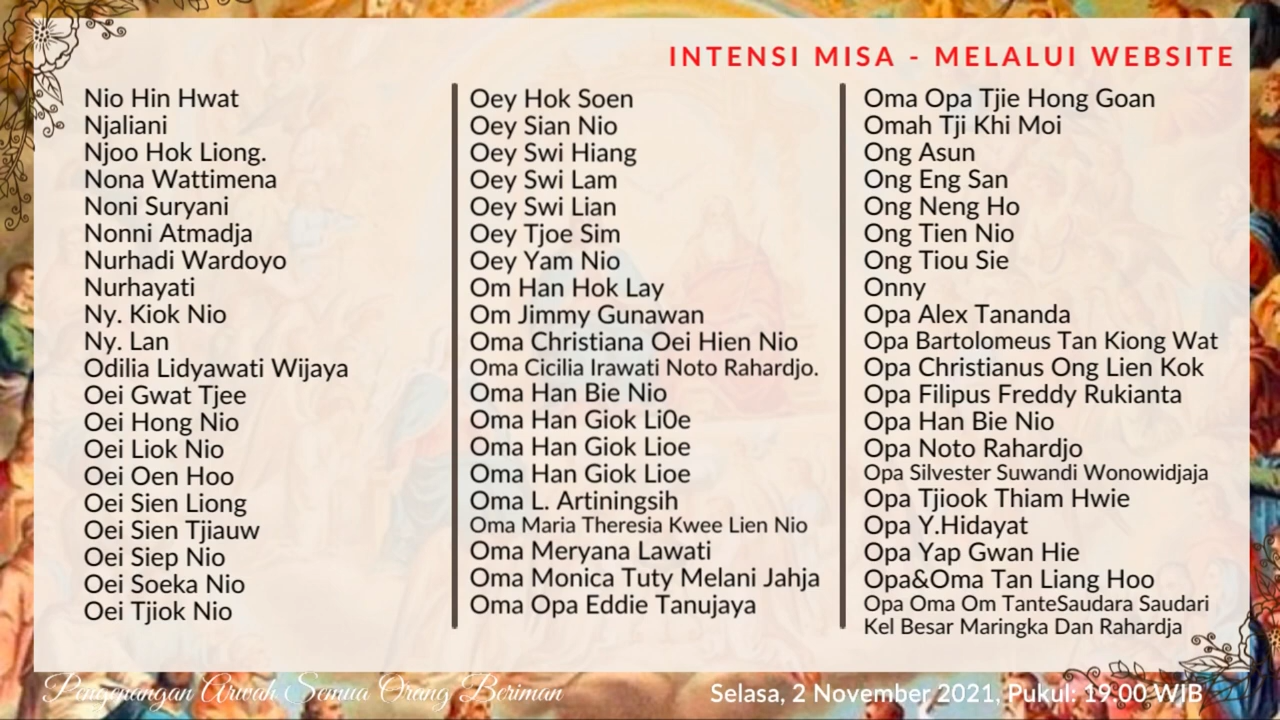 INTENSI MISA - MELALUI WEBSITE
Nio Hin Hwat
Njaliani
Njoo Hok Liong.
Nona Wattimena
Noni Suryani
Nonni Atmadja
Nurhadi Wardoyo
Nurhayati
Ny. Kiok Nio
Ny. Lan
Odilia Lidyawati Wijaya
Oei Gwat Tjee
Oei Hong Nio
Oei Liok Nio
Oei Oen Hoo
Oei Sien Liong
Oei Sien Tjiauw
Oei Siep Nio
Oei Soeka Nio
Oei Tjiok Nio
Oey Hok Soen
Oey Sian Nio
Oey Swi Hiang
Oey Swi Lam
Oey Swi Lian
Oey Tjoe Sim
Oey Yam Nio
Om Han Hok Lay
Om Jimmy Gunawan
Oma Christiana Oei Hien Nio
Oma Cicilia Irawati Noto Rahardjo.
Oma Han Bie Nio
Oma Han Giok Li0e
Oma Han Giok Lioe
Oma Han Giok Lioe
Oma L. Artiningsih
Oma Maria Theresia Kwee Lien Nio
Oma Meryana Lawati
Oma Monica Tuty Melani Jahja
Oma Opa Eddie Tanujaya
Oma Opa Tjie Hong Goan
Omah Tji Khi Moi
Ong Asun
Ong Eng San
Ong Neng Ho
Ong Tien Nio
Ong Tiou Sie
Onny
Opa Alex Tananda
Opa Bartolomeus Tan Kiong Wat
Opa Christianus Ong Lien Kok
Opa Filipus Freddy Rukianta
Opa Han Bie Nio
Opa Noto Rahardjo
Opa Silvester Suwandi Wonowidjaja
Opa Tjiook Thiam Hwie
Opa Y.Hidayat
Opa Yap Gwan Hie
Opa&Oma Tan Liang Hoo
Opa Oma Om TanteSaudara Saudari
Kel Besar Maringka Dan Rahardja
Pengenangan Arwah Semua Orang Beriman
Selasa, 2 November 2021, Pukul: 19.00 WIB